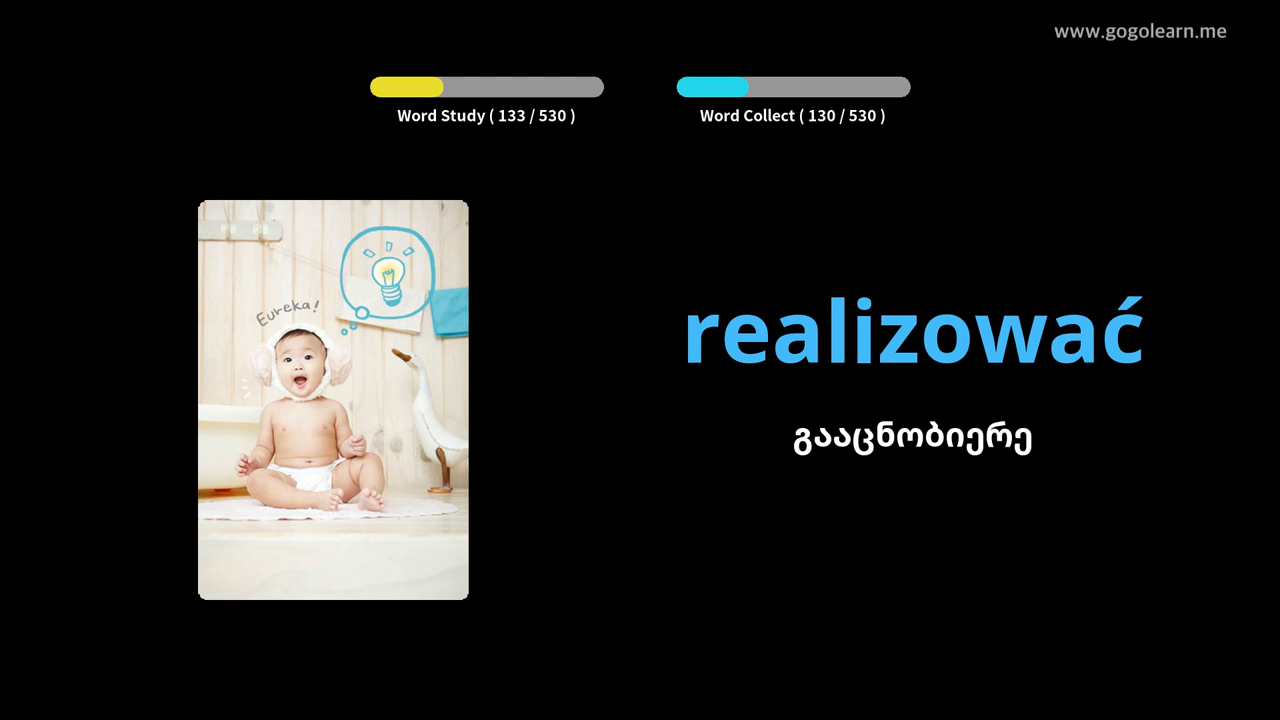 www.gogolearn.me
Word Study ( 133 / 530 )
Word Collect ( 130 / 530 )
Eureka!
realizować
გააცნობიერე